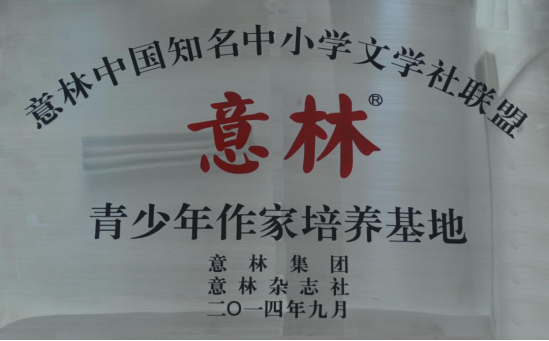 意林中国知名中小学文学社联盟
意林®
青少年作家培养基地
意林集团
意林杂志社
二〇一四年九月